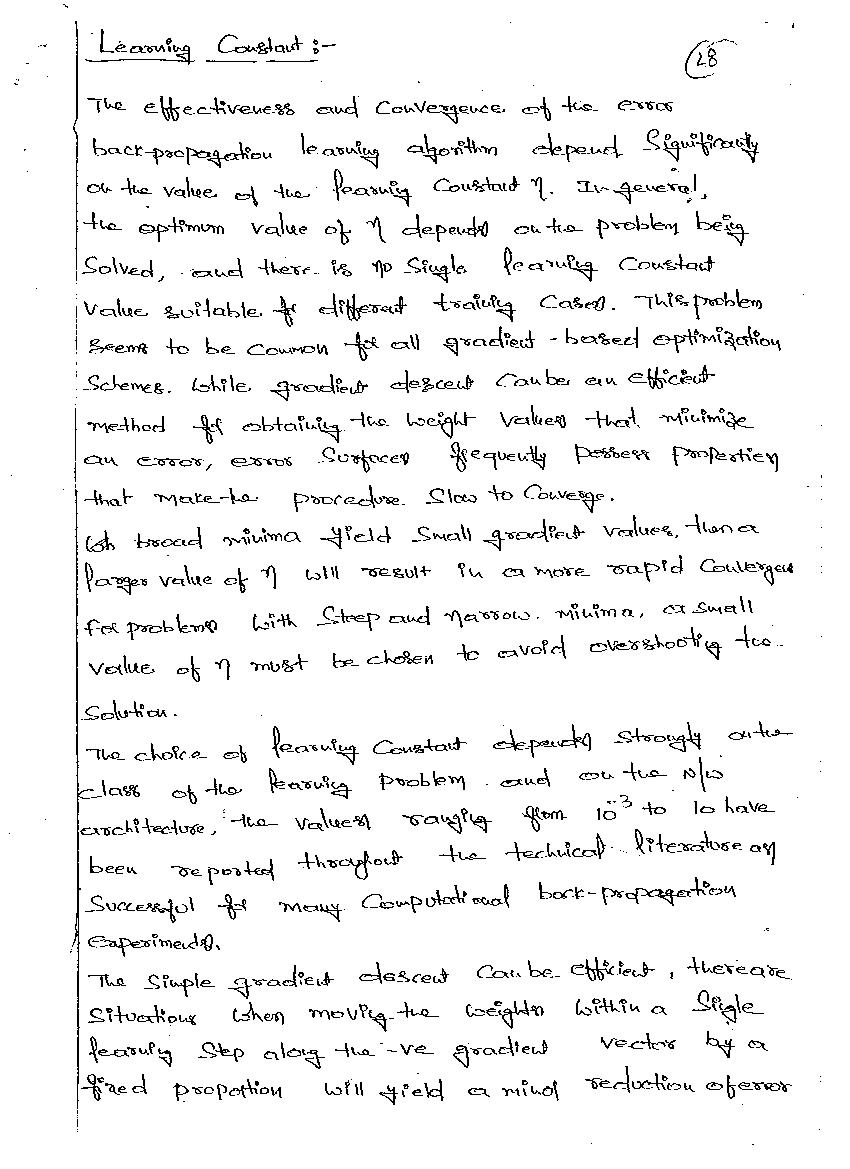 Learning Constant :-
28
The effectiveness and convergence of the error
back-propagation learning algorithm depend significantly
on the value of the learning constant η. In general,
the optimum value of η depends on the problem being
solved, and there is no single learning constant
value suitable for different training cases. This problem
seems to be common for all gradient-based optimization
schemes. While gradient descent can be an efficient
method for obtaining the weight values that minimize
an error, error surfaces frequently possess properties
that make the procedure slow to converge.
When broad minima yield small gradient values, then a
larger value of η will result in a more rapid convergence
for problems with steep and narrow minima, a small
value of η must be chosen to avoid overshooting the
solution.
The choice of learning constant depends strongly on the
class of the learning problem and on the N/W
architecture, the values ranging from 10⁻³ to 10 have
been reported throughout the technical literature as
successful for many computational back-propagation
experiments.
The simple gradient descent can be efficient, there are
situations when moving the weights within a single
learning step along the -ve gradient vector by a
fixed proportion will yield a minor reduction of error